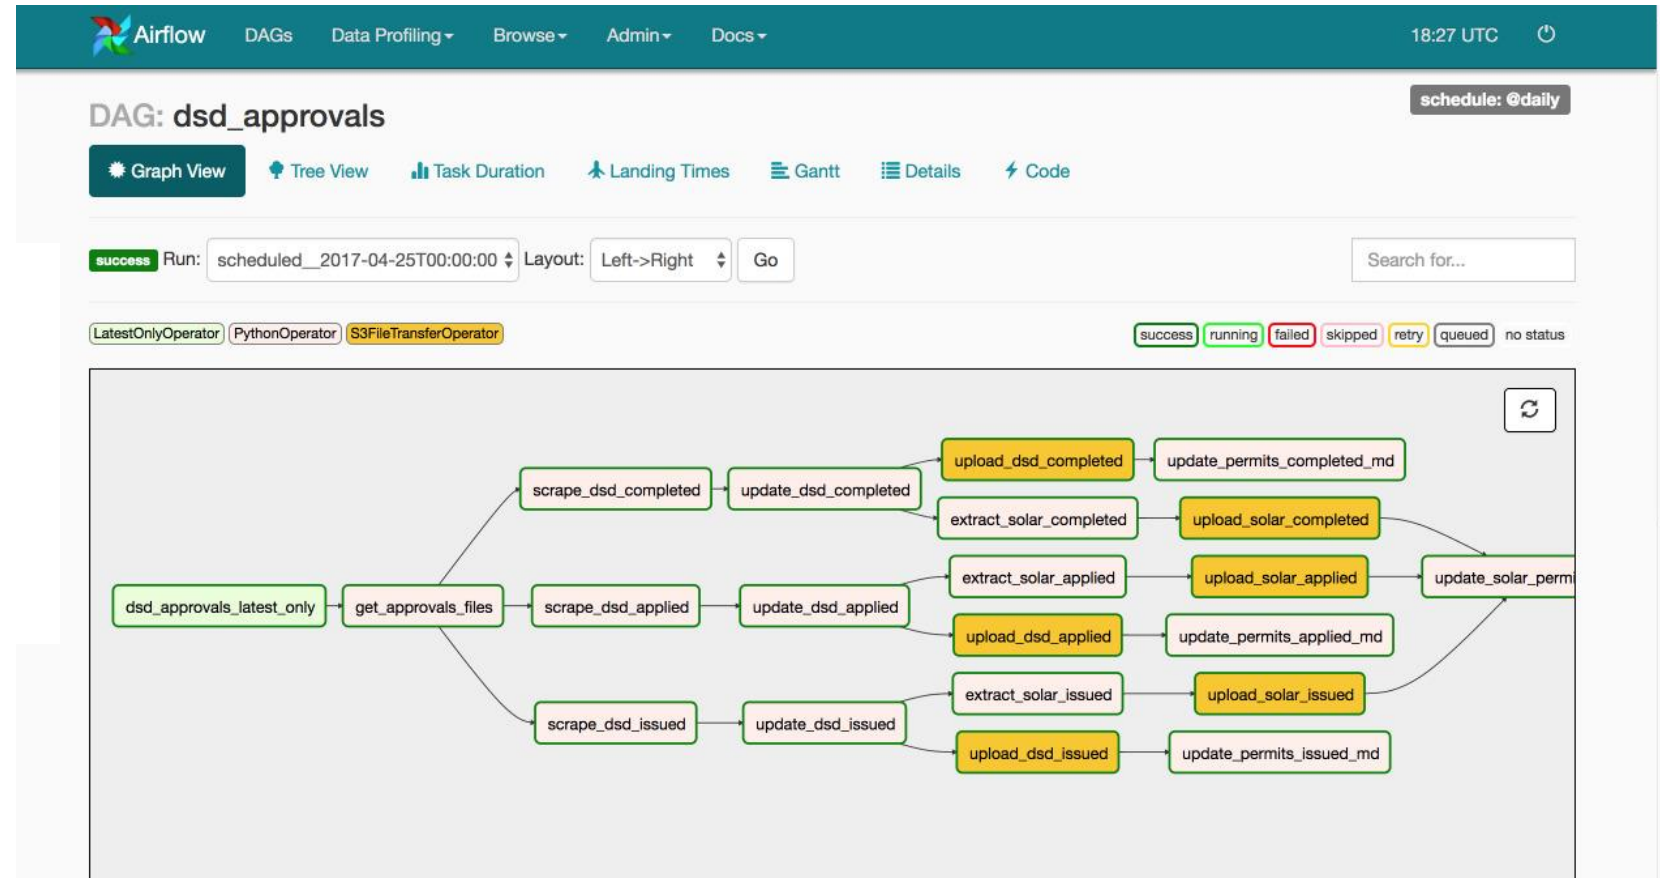 Airflow DAGs Data Profiling Browse Admin Docs 18:27 UTC
schedule: @daily
DAG: dsd_approvals
Graph View Tree View Task Duration Landing Times Gantt Details Code
success Run: scheduled__2017-04-25T00:00:00 Layout: Left->Right Go Search for...
LatestOnlyOperator PythonOperator S3FileTransferOperator success running failed skipped retry queued no status
upload_dsd_completed update_permits_completed_md
scrape_dsd_completed update_dsd_completed
extract_solar_completed upload_solar_completed
extract_solar_applied upload_solar_applied update_solar_permi
dsd_approvals_latest_only get_approvals_files scrape_dsd_applied update_dsd_applied
upload_dsd_applied update_permits_applied_md
extract_solar_issued upload_solar_issued
scrape_dsd_issued update_dsd_issued
upload_dsd_issued update_permits_issued_md